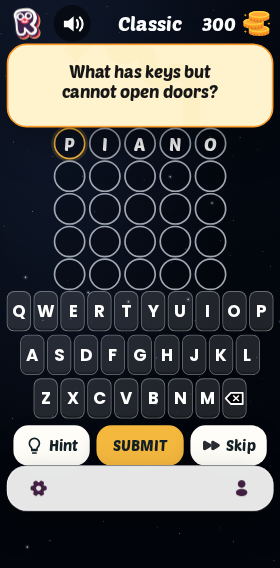 R
Classic
300
What has keys but
cannot open doors?
P I A N O
Q W E R T Y U I O P
A S D F G H J K L
Z X C V B N M
Hint
SUBMIT
Skip